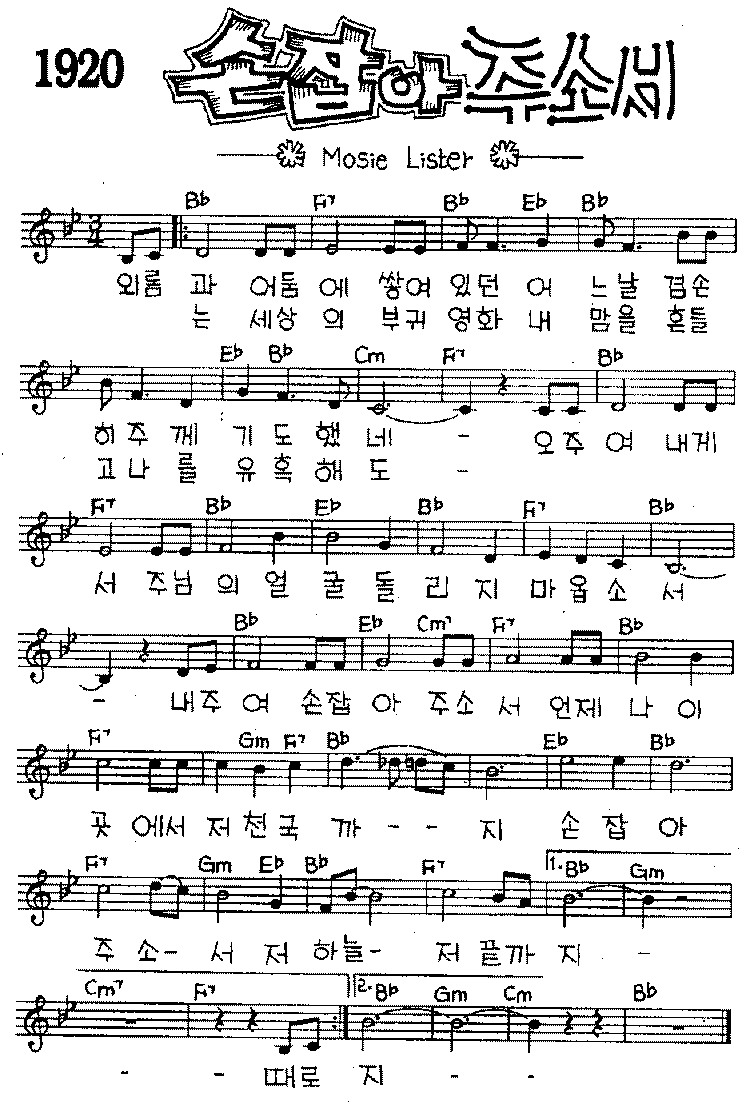 1920 손잡아 주소서
Mosie Lister
Bb F7 Bb Eb Bb
3/4
외롬 과 어둠 에 쌓여 있던 어 느날 겸손
는 세상 의 부귀 영화 내 맘을 흔들
Eb Bb Cm F7 Bb
히 주 께 기 도 했 네 - 오 주 여 내게
고 나 를 유 혹 해 도 -
F7 Bb Eb Bb F7 Bb
서 주님 의 얼 굴 돌 리 지 마 옵 소 서
Bb Eb Cm7 F7 Bb
- 내주 여 손잡 아 주소 서 언제 나 이
F7 Gm F7 Bb Eb Bb
곳 에서 저 천 국 까 - - 지 손 잡 아
F7 Gm Eb Bb F7 1. Bb Gm
주 소- 서 저 하늘- 저 끝까 지 -
Cm7 F7 2. Bb Gm Cm Bb
- - 때로 지 - -